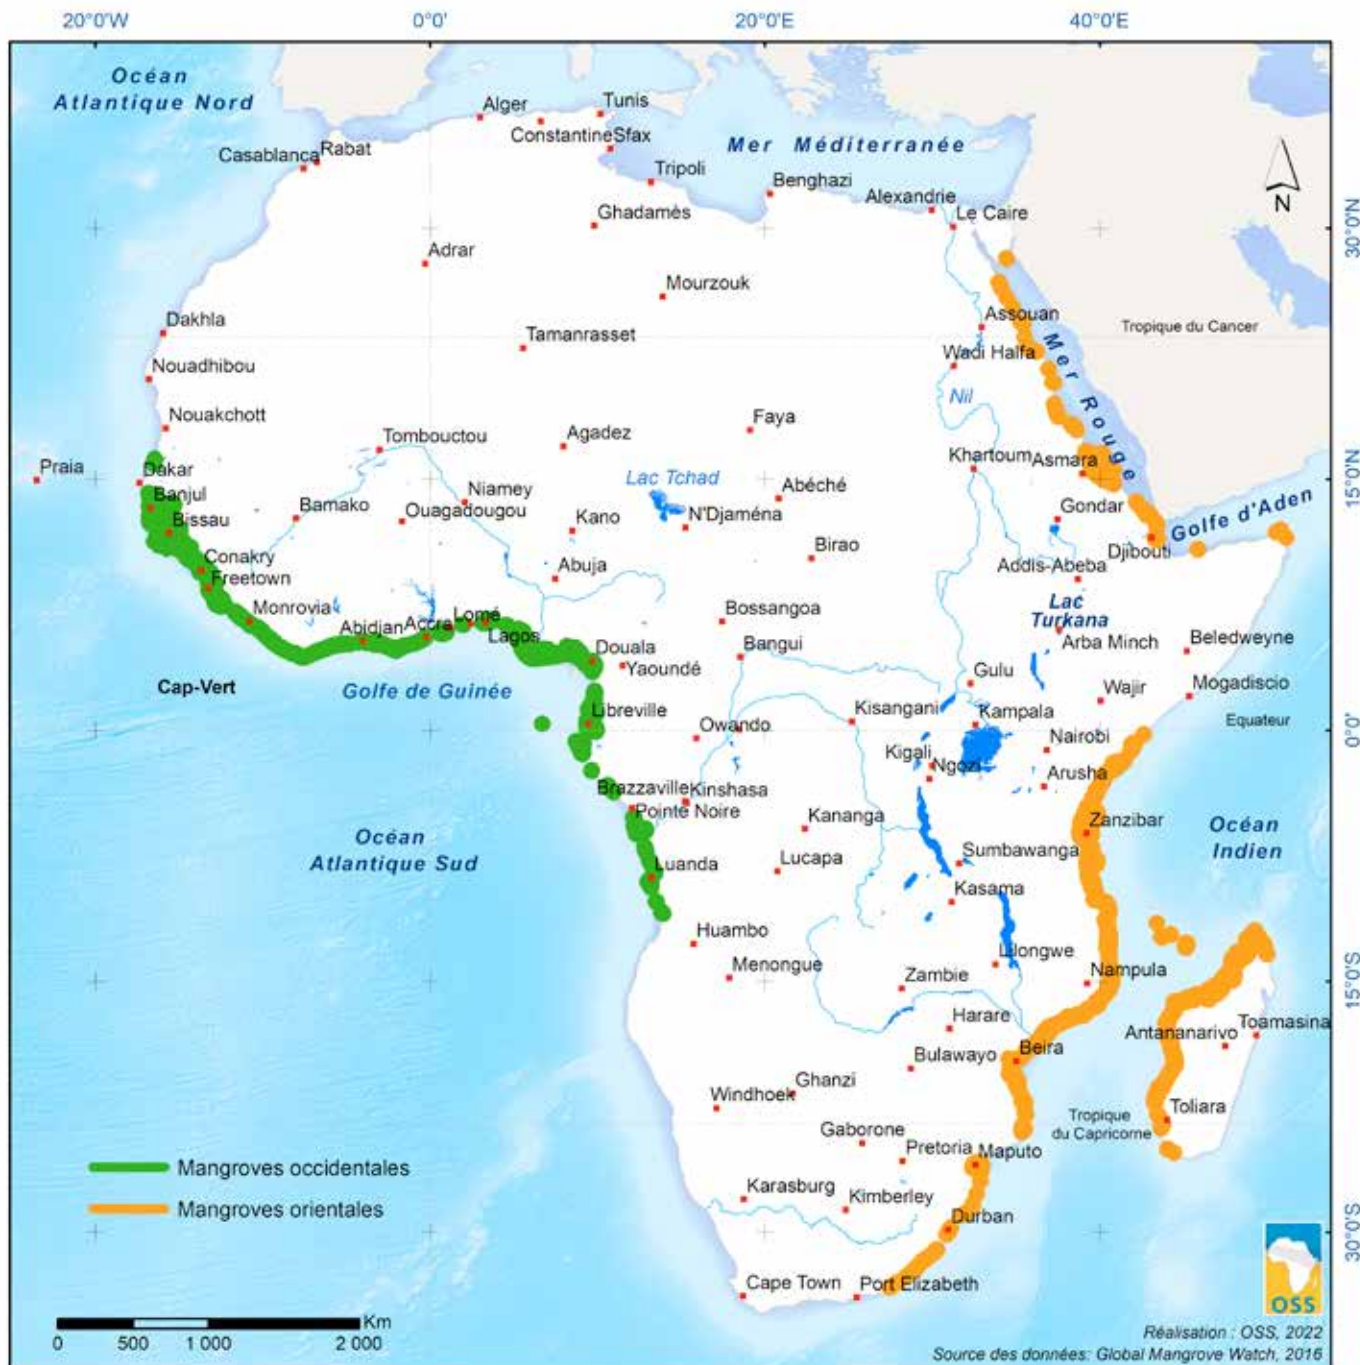 20°0'W
0°0'
20°0'E
40°0'E
Océan
Atlantique Nord
Alger
Tunis
Constantine
Sfax
Mer Méditerranée
Casablanca
Rabat
Tripoli
Benghazi
Alexandrie
Le Caire
N
Ghadamès
30°0'N
Adrar
Mourzouk
Dakhla
Tamanrasset
Assouan
Tropique du Cancer
Mer Rouge
Wadi Halfa
Nouadhibou
Nil
Nouakchott
Faya
Tombouctou
Agadez
Praia
Dakar
Khartoum
Asmara
15°0'N
Lac Tchad
Banjul
Niamey
Abéché
Bamako
Ouagadougou
Kano
N'Djaména
Gondar
Golfe d'Aden
Bissau
Birao
Djibouti
Conakry
Freetown
Abuja
Addis-Abeba
Monrovia
Abidjan
Accra
Lomé
Lagos
Bossangoa
Lac
Turkana
Arba Minch
Beledweyne
Douala
Yaoundé
Bangui
Cap-Vert
Golfe de Guinée
Gulu
Wajir
Mogadiscio
Libreville
Owando
Kisangani
Kampala
Equateur
0°0'
Nairobi
Kigali
Ngozi
Arusha
Brazzaville
Kinshasa
Pointe Noire
Kananga
Zanzibar
Océan
Indien
Océan
Atlantique Sud
Luanda
Lucapa
Sumbawanga
Kasama
Huambo
Lilongwe
Menongue
Zambie
Nampula
15°0'S
Harare
Antananarivo
Toamasina
Bulawayo
Beira
Windhoek
Ghanzi
Toliara
Tropique
du Capricorne
Gaborone
Pretoria
Maputo
Mangroves occidentales
Mangroves orientales
Karasburg
Kimberley
Durban
30°0'S
Cape Town
Port Elizabeth
OSS
Km
0 500 1 000 2 000
Réalisation : OSS, 2022
Source des données: Global Mangrove Watch, 2016